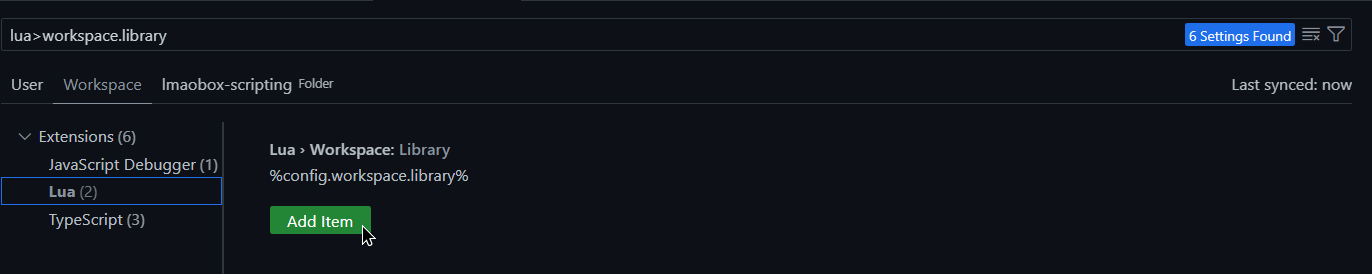 lua>workspace.library
6 Settings Found
User Workspace lmaobox-scripting Folder
Last synced: now
Extensions (6)
JavaScript Debugger (1)
Lua (2)
TypeScript (3)
Lua › Workspace: Library
%config.workspace.library%
Add Item